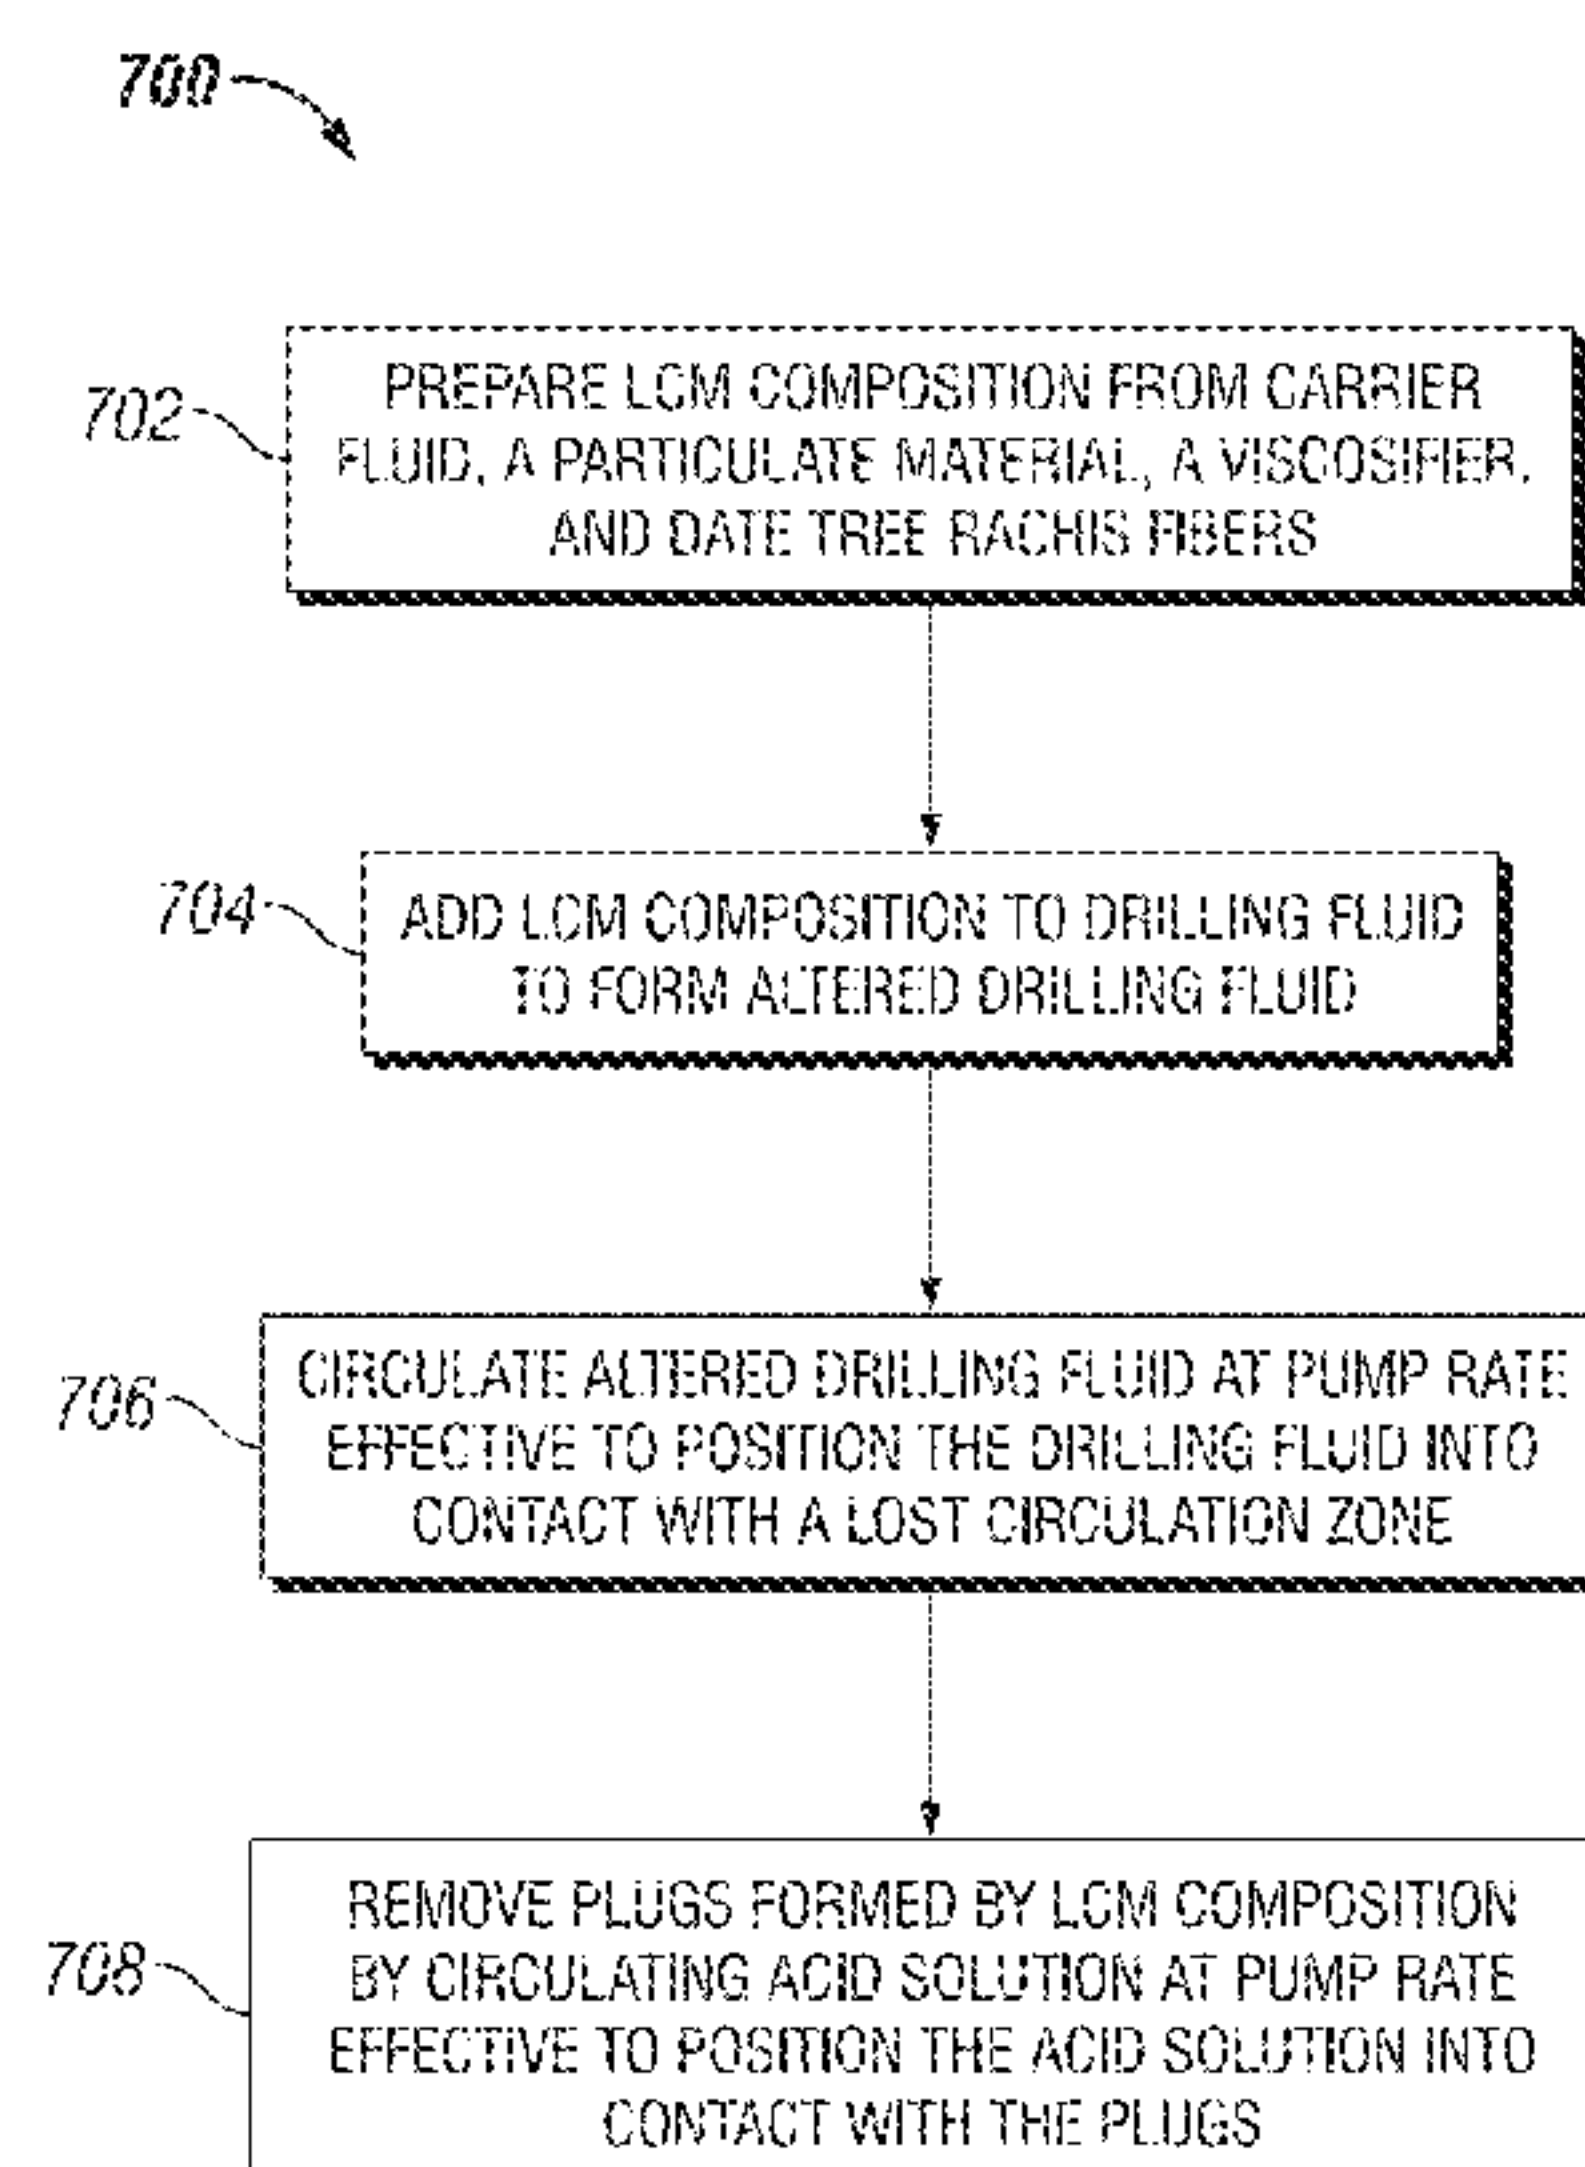 700
702
PREPARE LCM COMPOSITION FROM CARRIER
FLUID, A PARTICULATE MATERIAL, A VISCOSIFIER,
AND DATE TREE RACHIS FIBERS
704
ADD LCM COMPOSITION TO DRILLING FLUID
TO FORM ALTERED DRILLING FLUID
706
CIRCULATE ALTERED DRILLING FLUID AT PUMP RATE
EFFECTIVE TO POSITION THE DRILLING FLUID INTO
CONTACT WITH A LOST CIRCULATION ZONE
708
REMOVE PLUGS FORMED BY LCM COMPOSITION
BY CIRCULATING ACID SOLUTION AT PUMP RATE
EFFECTIVE TO POSITION THE ACID SOLUTION INTO
CONTACT WITH THE PLUGS